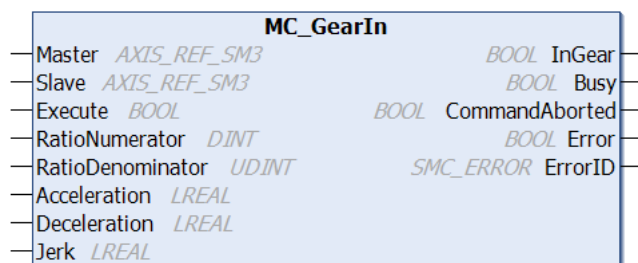 MC_GearIn
Master AXIS_REF_SM3 BOOL InGear
Slave AXIS_REF_SM3 BOOL Busy
Execute BOOL BOOL CommandAborted
RatioNumerator DINT BOOL Error
RatioDenominator UDINT SMC_ERROR ErrorID
Acceleration LREAL
Deceleration LREAL
Jerk LREAL